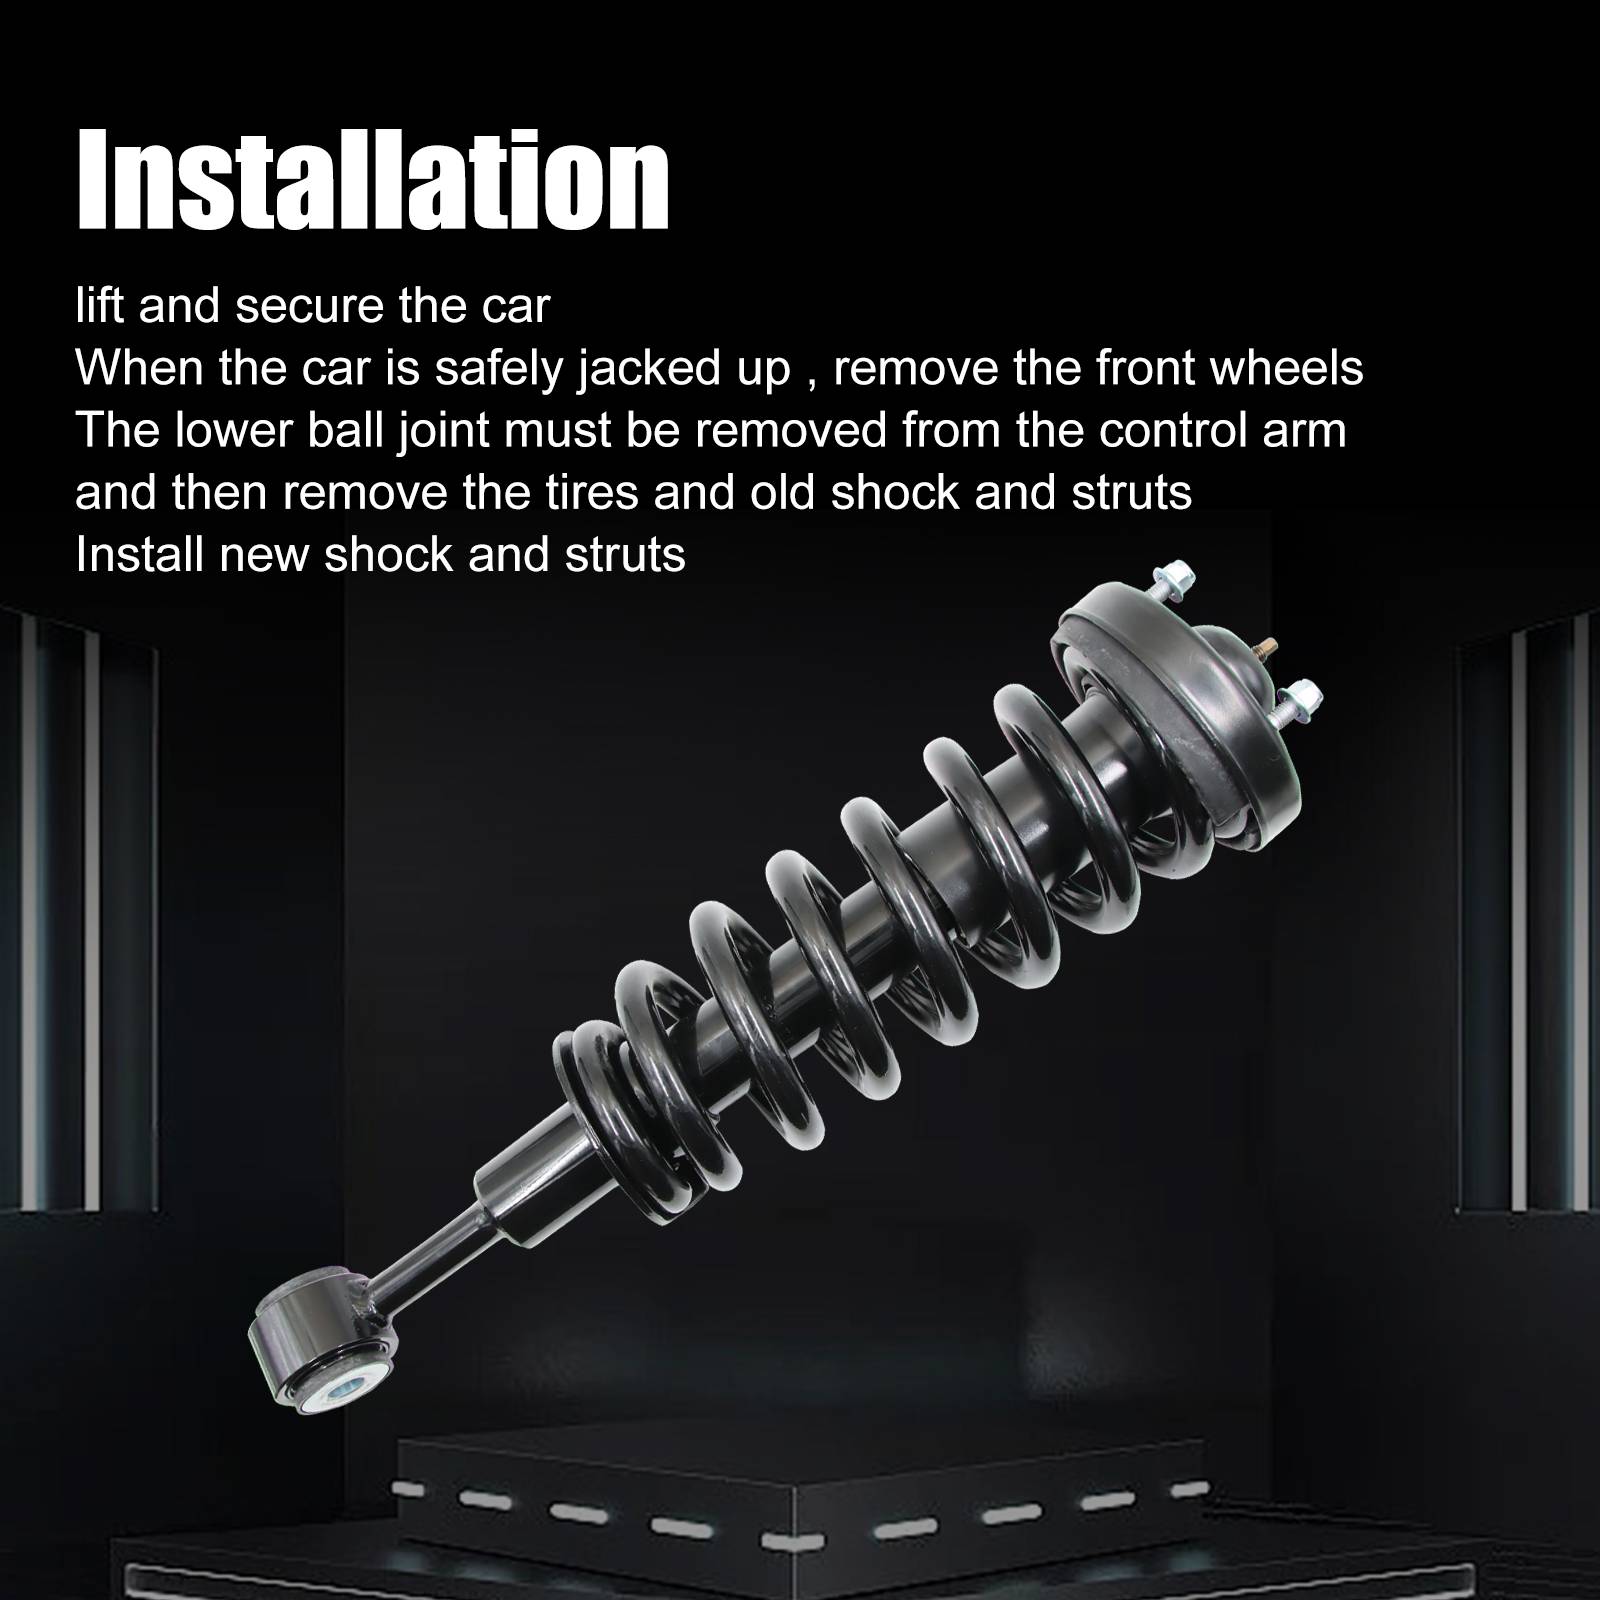 Installation
lift and secure the car
When the car is safely jacked up , remove the front wheels
The lower ball joint must be removed from the control arm
and then remove the tires and old shock and struts
Install new shock and struts